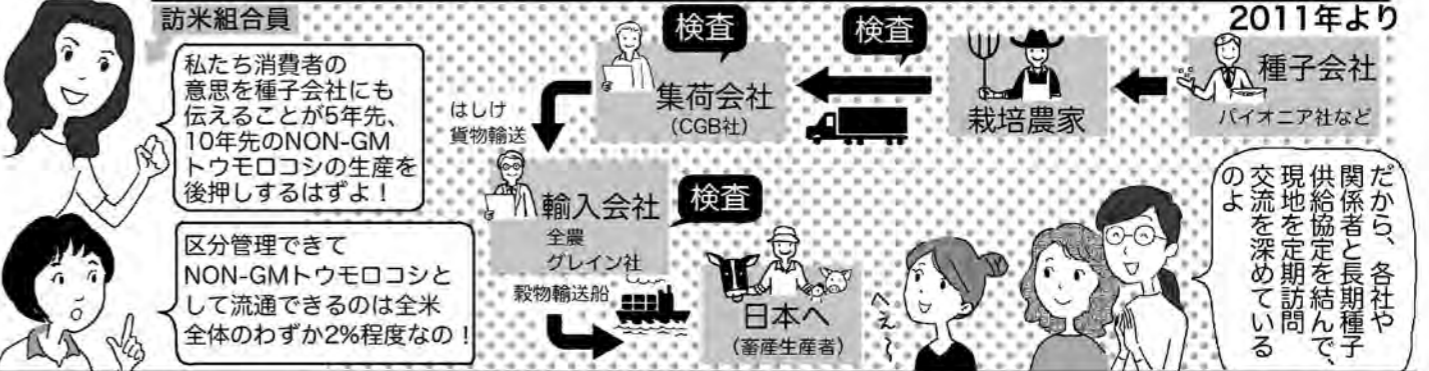 訪米組合員
私たち消費者の
意思を種子会社にも
伝えることが5年先、
10年先のNON-GM
トウモロコシの生産を
後押しするはずよ！
区分管理できて
NON-GMトウモロコシと
して流通できるのは全米
全体のわずか2%程度なの！
2011年より
種子会社
パイオニア社など
栽培農家
検査
検査
集荷会社
（CGB社）
はしけ
貨物輸送
輸入会社
全農
グレイン社
検査
穀物輸送船
日本へ
（畜産生産者）
へぇ〜
だから、各社や
関係者と長期種子
供給協定を結んで、
現地を定期訪問
交流を深めている
のよ